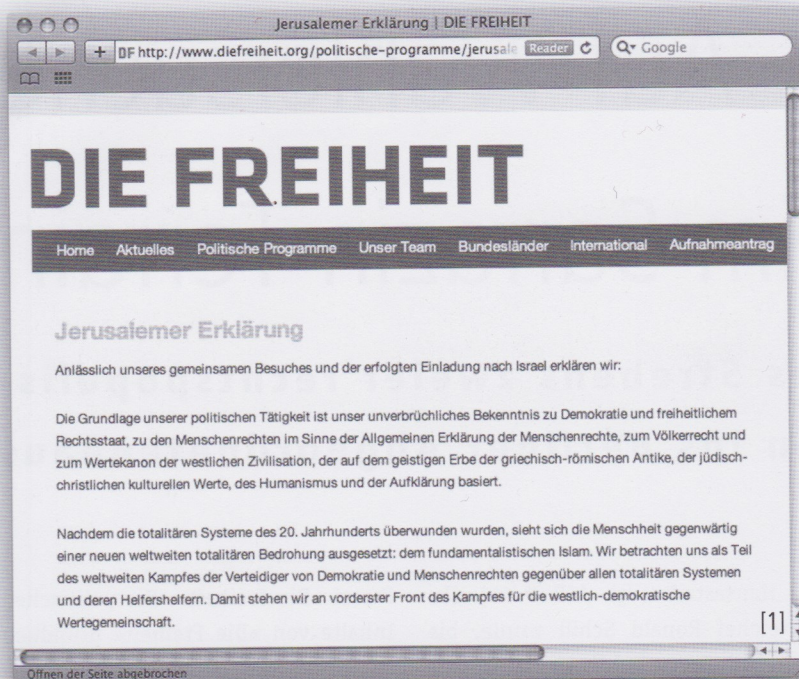 Jerusalemer Erklärung | DIE FREIHEIT
DF http://www.diefreiheit.org/politische-programme/jerusale Reader Google
DIE FREIHEIT
Home Aktuelles Politische Programme Unser Team Bundesländer International Aufnahmeantrag
Jerusalemer Erklärung
Anlässlich unseres gemeinsamen Besuches und der erfolgten Einladung nach Israel erklären wir:
Die Grundlage unserer politischen Tätigkeit ist unser unverbrüchliches Bekenntnis zu Demokratie und freiheitlichem
Rechtsstaat, zu den Menschenrechten im Sinne der Allgemeinen Erklärung der Menschenrechte, zum Völkerrecht und
zum Wertekanon der westlichen Zivilisation, der auf dem geistigen Erbe der griechisch-römischen Antike, der jüdisch-
christlichen kulturellen Werte, des Humanismus und der Aufklärung basiert.
Nachdem die totalitären Systeme des 20. Jahrhunderts überwunden wurden, sieht sich die Menschheit gegenwärtig
einer neuen weltweiten totalitären Bedrohung ausgesetzt: dem fundamentalistischen Islam. Wir betrachten uns als Teil
des weltweiten Kampfes der Verteidiger von Demokratie und Menschenrechten gegenüber allen totalitären Systemen
und deren Helfershelfern. Damit stehen wir an vorderster Front des Kampfes für die westlich-demokratische
Wertegemeinschaft.
[1]
Öffnen der Seite abgebrochen